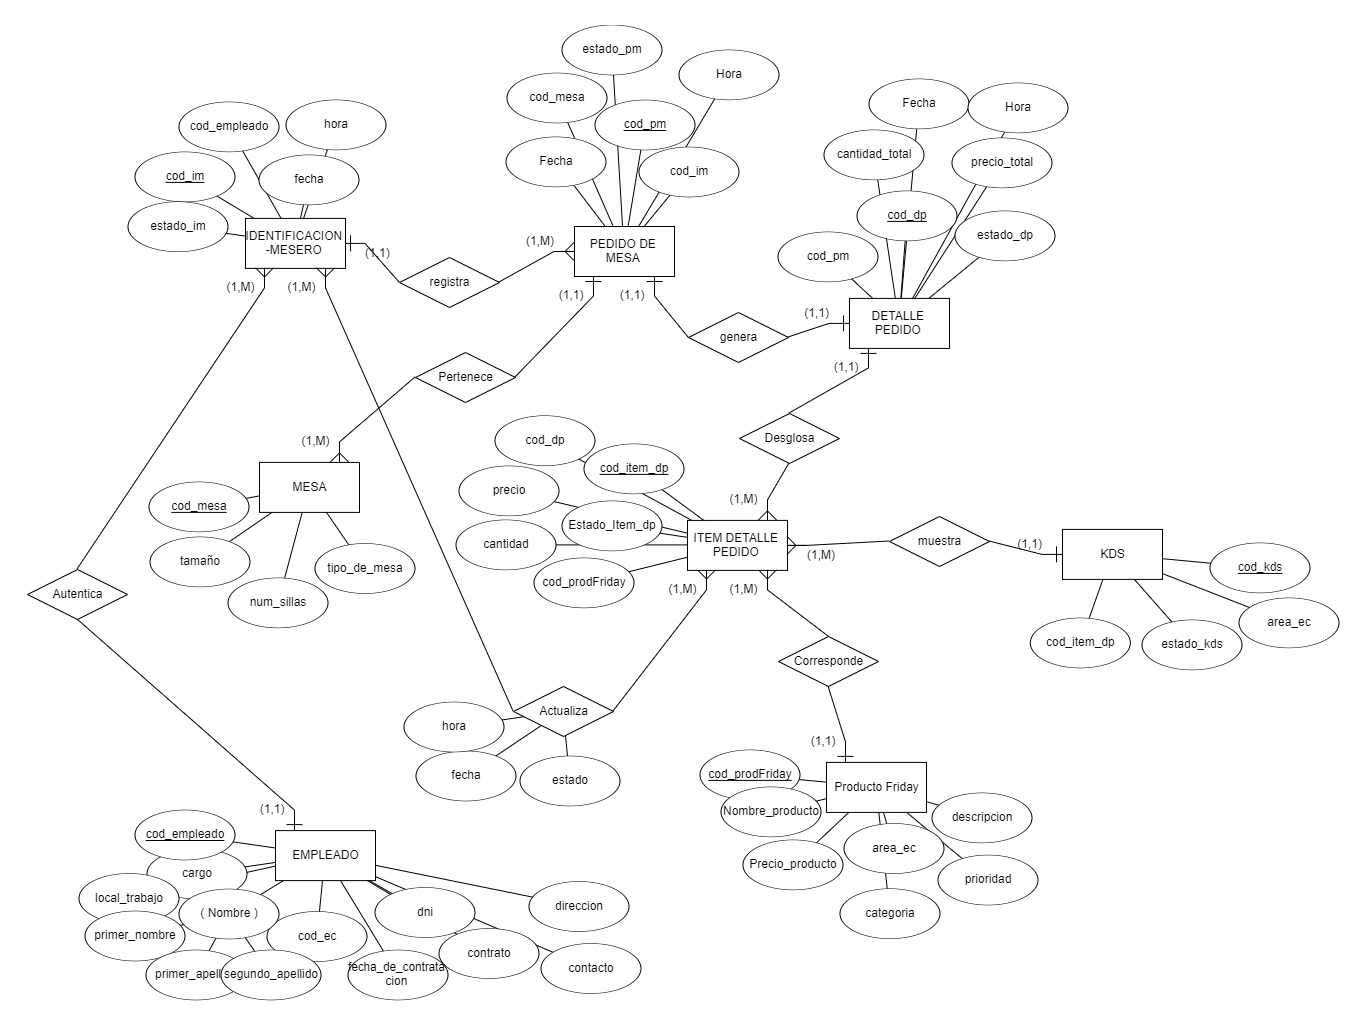 estado_pm
Hora
cod_mesa
cod_pm
Fecha
cod_im
Fecha
Hora
cantidad_total
precio_total
cod_dp
estado_dp
cod_pm
cod_empleado
hora
cod_im
fecha
estado_im
IDENTIFICACION
-MESERO
(1,1)
(1,M)
(1,M)
registra
(1,M)
PEDIDO DE
MESA
(1,1)
(1,1)
genera
(1,1)
DETALLE
PEDIDO
(1,1)
Pertenece
(1,M)
MESA
cod_mesa
tamaño
num_sillas
tipo_de_mesa
Desglosa
(1,M)
cod_dp
cod_item_dp
precio
Estado_Item_dp
cantidad
cod_prodFriday
ITEM DETALLE
PEDIDO
(1,M)
(1,M)
(1,M)
muestra
(1,1)
KDS
cod_kds
area_ec
cod_item_dp
estado_kds
Autentica
Corresponde
Actualiza
hora
fecha
estado
(1,1)
Producto Friday
cod_prodFriday
Nombre_producto
descripcion
Precio_producto
area_ec
prioridad
categoria
(1,1)
EMPLEADO
cod_empleado
cargo
local_trabajo
( Nombre )
primer_nombre
primer_apell
segundo_apellido
cod_ec
fecha_de_contrata
cion
dni
contrato
direccion
contacto